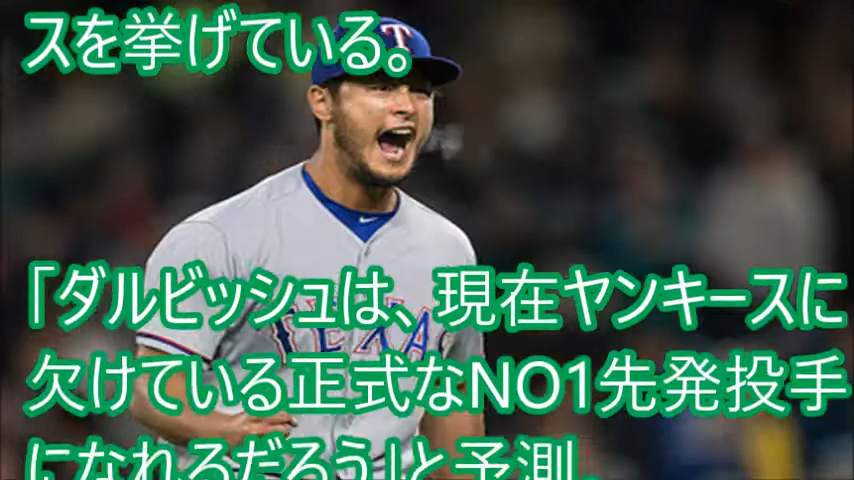 スを挙げている。
T
「ダルビッシュは、現在ヤンキースに
TEXAS
欠けている正式なNO1先発投手
になれるだろう」と予測。